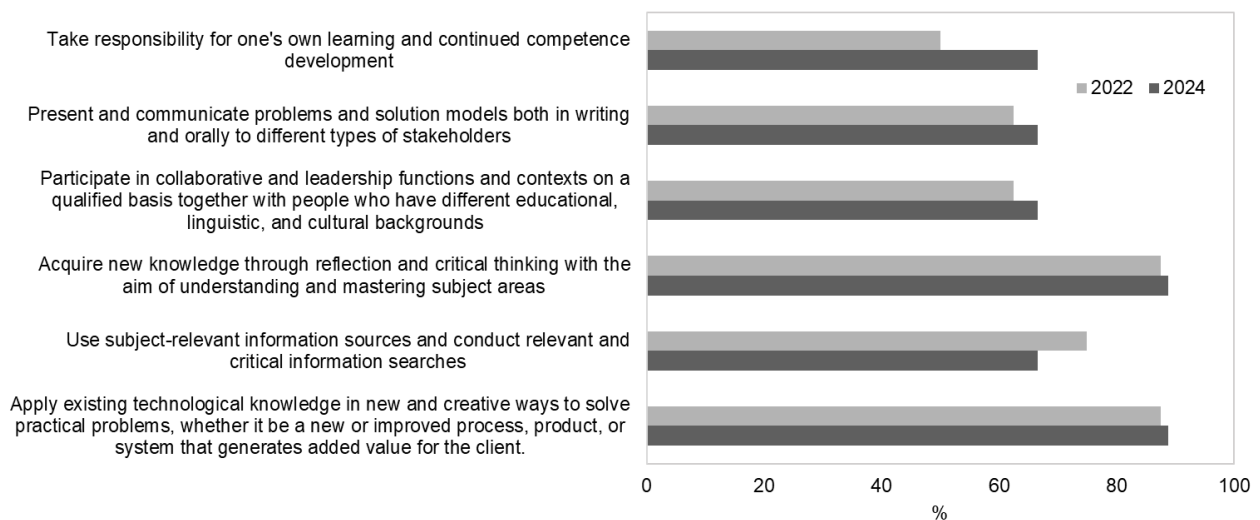 Take responsibility for one's own learning and continued competence
development
2022 2024
Present and communicate problems and solution models both in writing
and orally to different types of stakeholders
Participate in collaborative and leadership functions and contexts on a
qualified basis together with people who have different educational,
linguistic, and cultural backgrounds
Acquire new knowledge through reflection and critical thinking with the
aim of understanding and mastering subject areas
Use subject-relevant information sources and conduct relevant and
critical information searches
Apply existing technological knowledge in new and creative ways to solve
practical problems, whether it be a new or improved process, product, or
system that generates added value for the client.
0 20 40 60 80 100
%